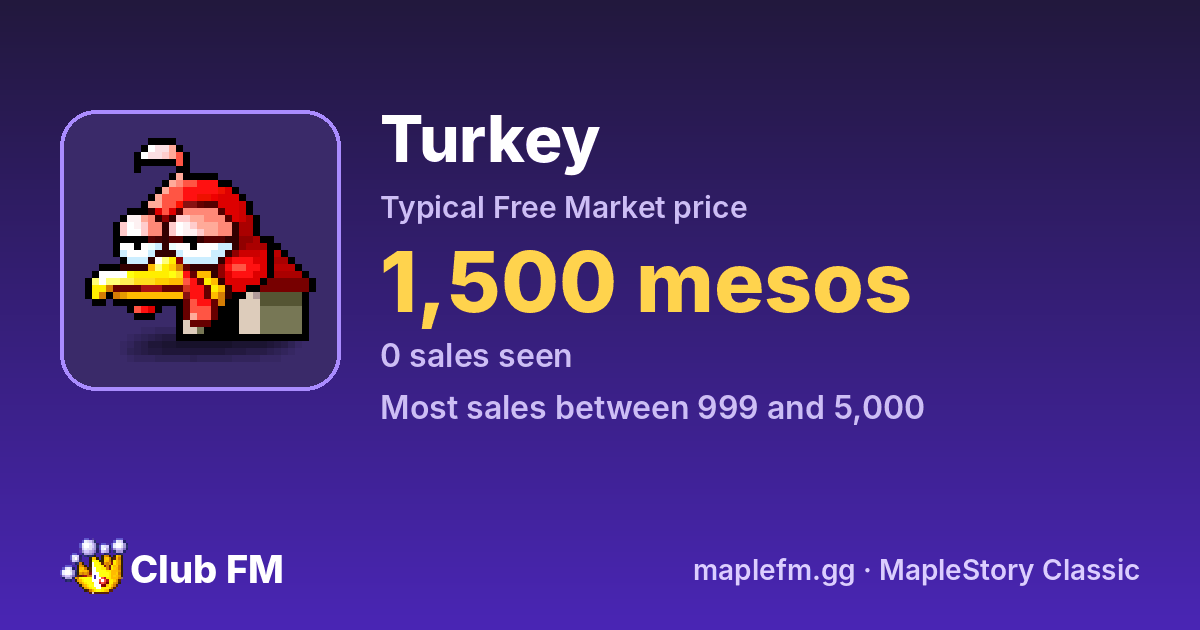 Turkey
Typical Free Market price
1,500 mesos
0 sales seen
Most sales between 999 and 5,000
Club FM
maplefm.gg · MapleStory Classic